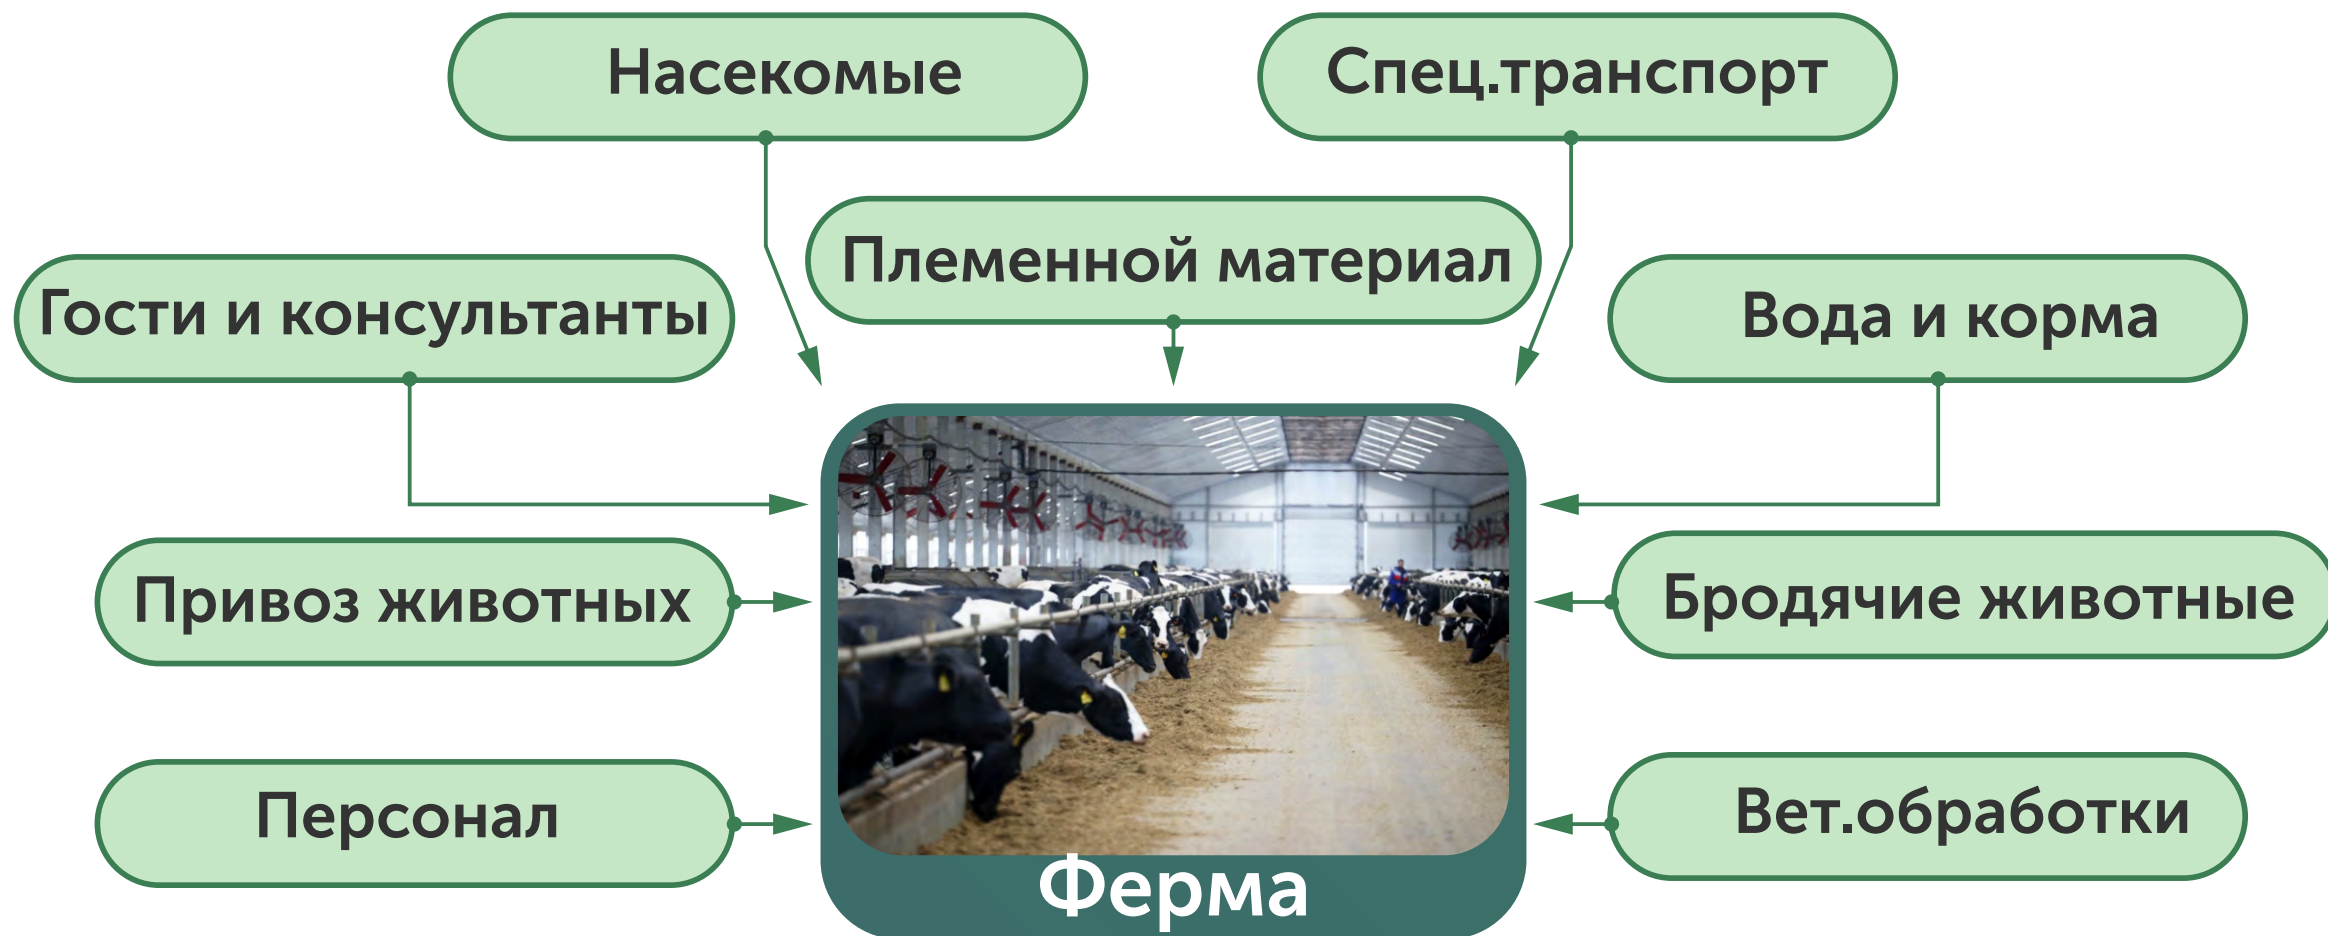 Насекомые
Спец.транспорт
Племенной материал
Гости и консультанты
Вода и корма
Привоз животных
Бродячие животные
Персонал
Вет.обработки
Ферма